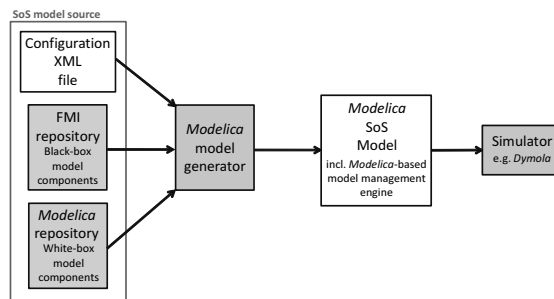 SoS model source
Configuration
XML
file
FMI
repository
Black-box
model
components
Modelica
repository
White-box
model
components
Modelica
model
generator
Modelica
SoS
Model
incl. Modelica-based
model management
engine
Simulator
e.g. Dymola